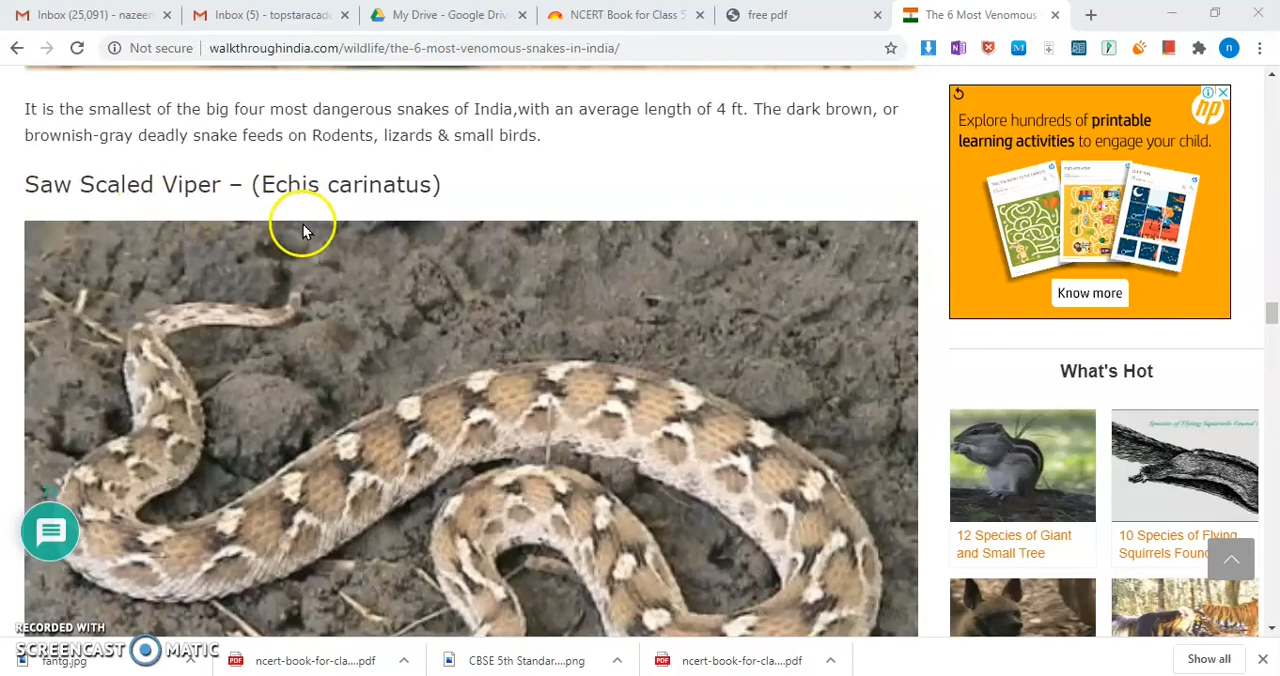 Inbox (25,091) - nazeer
Inbox (5) - topstaracade
My Drive - Google Driv
NCERT Book for Class 5
free pdf
The 6 Most Venomous
Not secure
walkthroughindia.com/wildlife/the-6-most-venomous-snakes-in-india/
n
It is the smallest of the big four most dangerous snakes of India,with an average length of 4 ft. The dark brown, or
brownish-gray deadly snake feeds on Rodents, lizards & small birds.
Saw Scaled Viper – (Echis carinatus)
hp
Explore hundreds of printable
learning activities to engage your child.
Know more
What's Hot
12 Species of Giant
and Small Tree
10 Species of Flying
Squirrels Foun
RECORDED WITH
SCREENCAST MATIC
fantg.jpg
ncert-book-for-cla....pdf
CBSE 5th Standar....png
ncert-book-for-cla....pdf
Show all